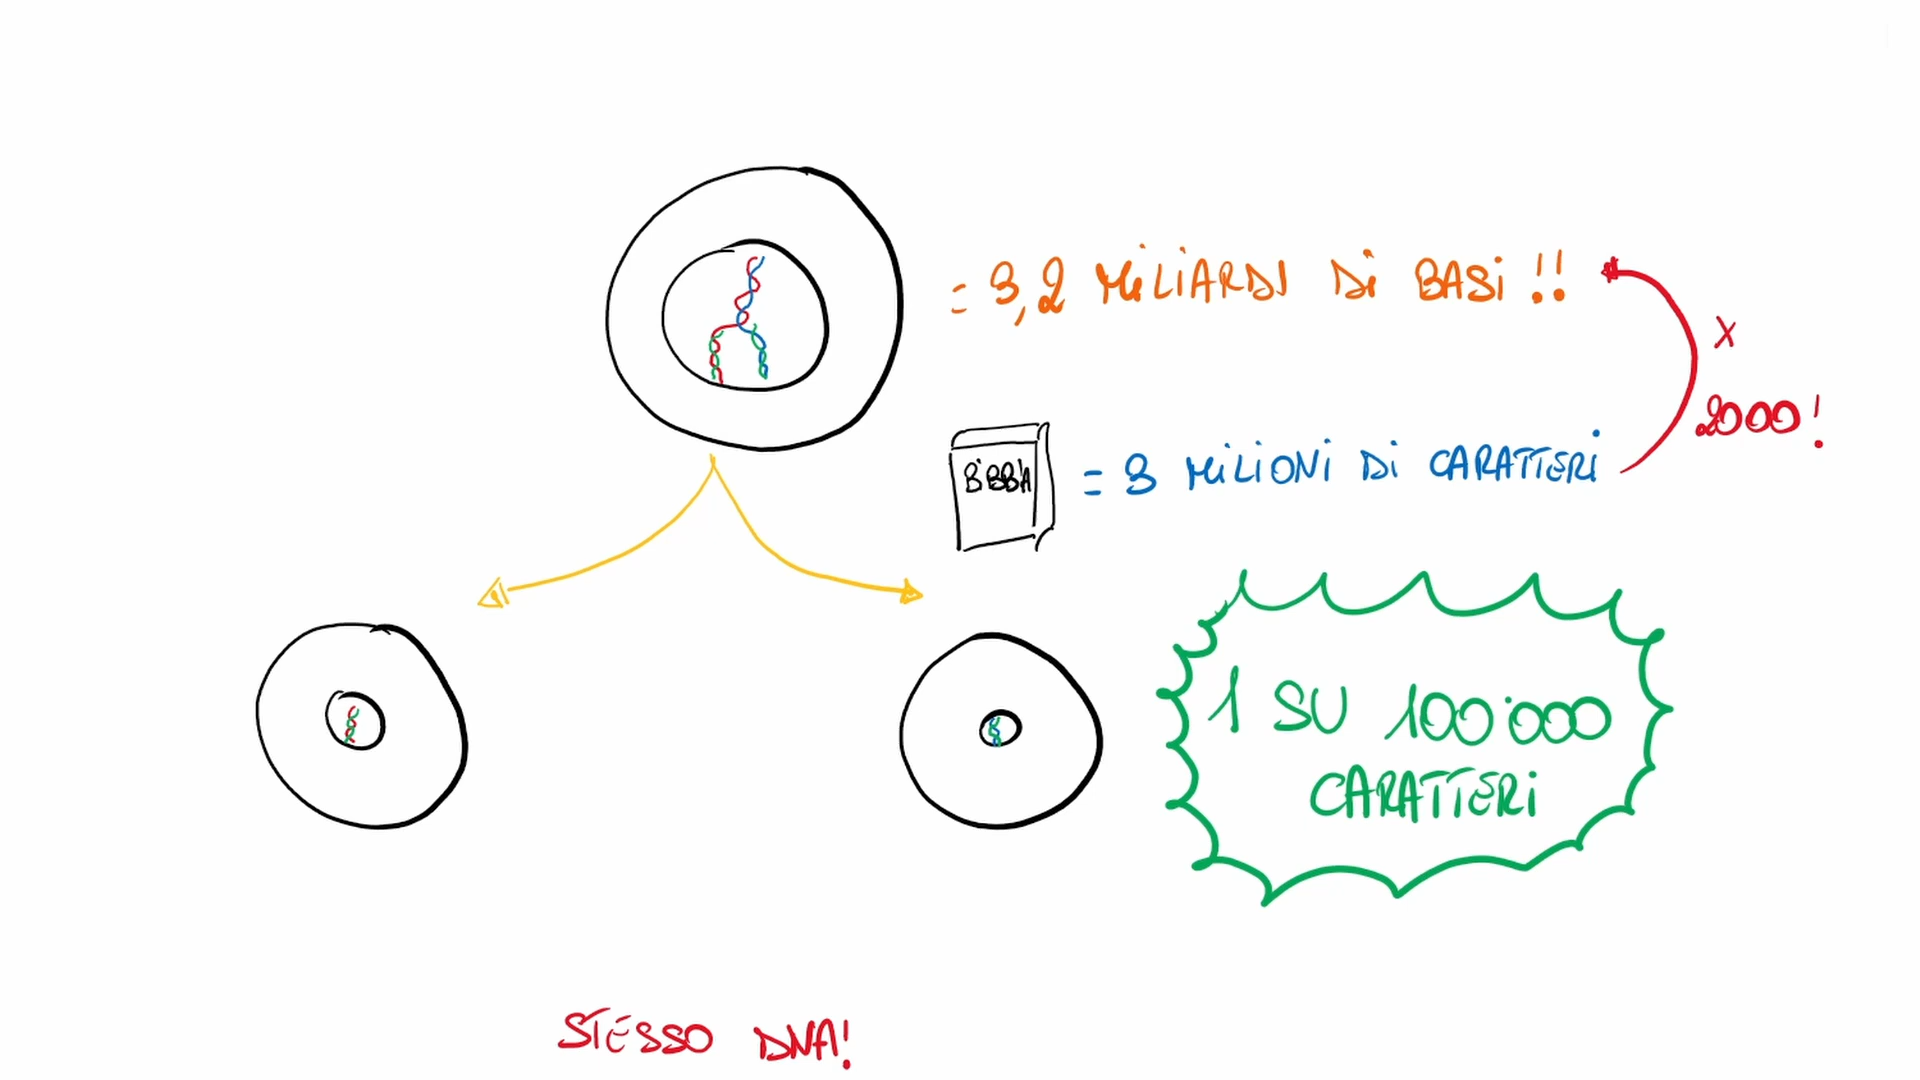 = 3,2 MILIARDI DI BASI!!
X
2000!
BIBBIA
= 3 MILIONI DI CARATTERI
1 SU 100'000
CARATTERI
STESSO DNA!